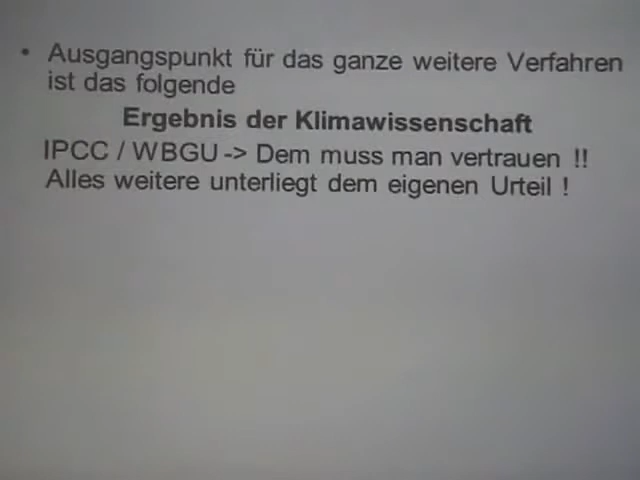 • Ausgangspunkt für das ganze weitere Verfahren
ist das folgende
Ergebnis der Klimawissenschaft
IPCC / WBGU -> Dem muss man vertrauen !!
Alles weitere unterliegt dem eigenen Urteil !